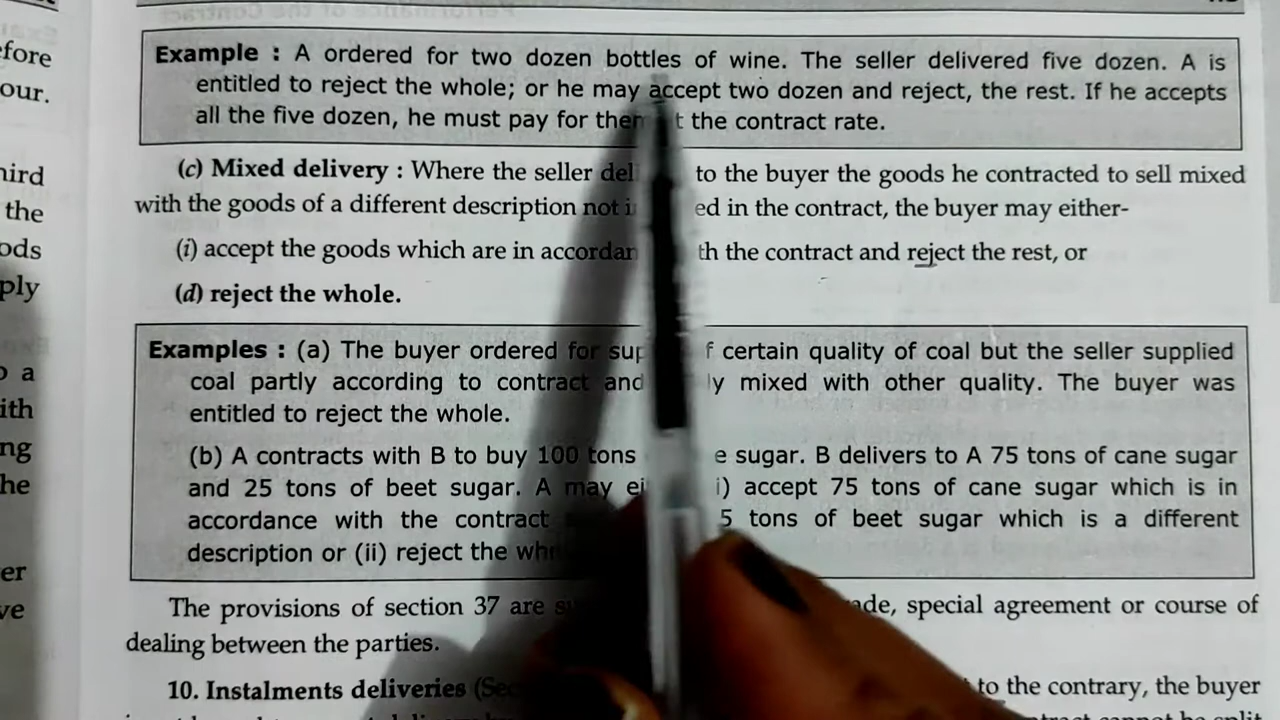 efore
our.
hird
the
ods
ply
o a
ith
ng
he
er
ve
Example : A ordered for two dozen bottles of wine. The seller delivered five dozen. A is
entitled to reject the whole; or he may accept two dozen and reject, the rest. If he accepts
all the five dozen, he must pay for them t the contract rate.
(c) Mixed delivery : Where the seller del to the buyer the goods he contracted to sell mixed
with the goods of a different description not i ed in the contract, the buyer may either-
(i) accept the goods which are in accordan th the contract and reject the rest, or
(d) reject the whole.
Examples : (a) The buyer ordered for sup f certain quality of coal but the seller supplied
coal partly according to contract and ly mixed with other quality. The buyer was
entitled to reject the whole.
(b) A contracts with B to buy 100 tons e sugar. B delivers to A 75 tons of cane sugar
and 25 tons of beet sugar. A may ei i) accept 75 tons of cane sugar which is in
accordance with the contract 5 tons of beet sugar which is a different
description or (ii) reject the wh
The provisions of section 37 are ade, special agreement or course of
dealing between the parties.
10. Instalments deliveries (Sec to the contrary, the buyer